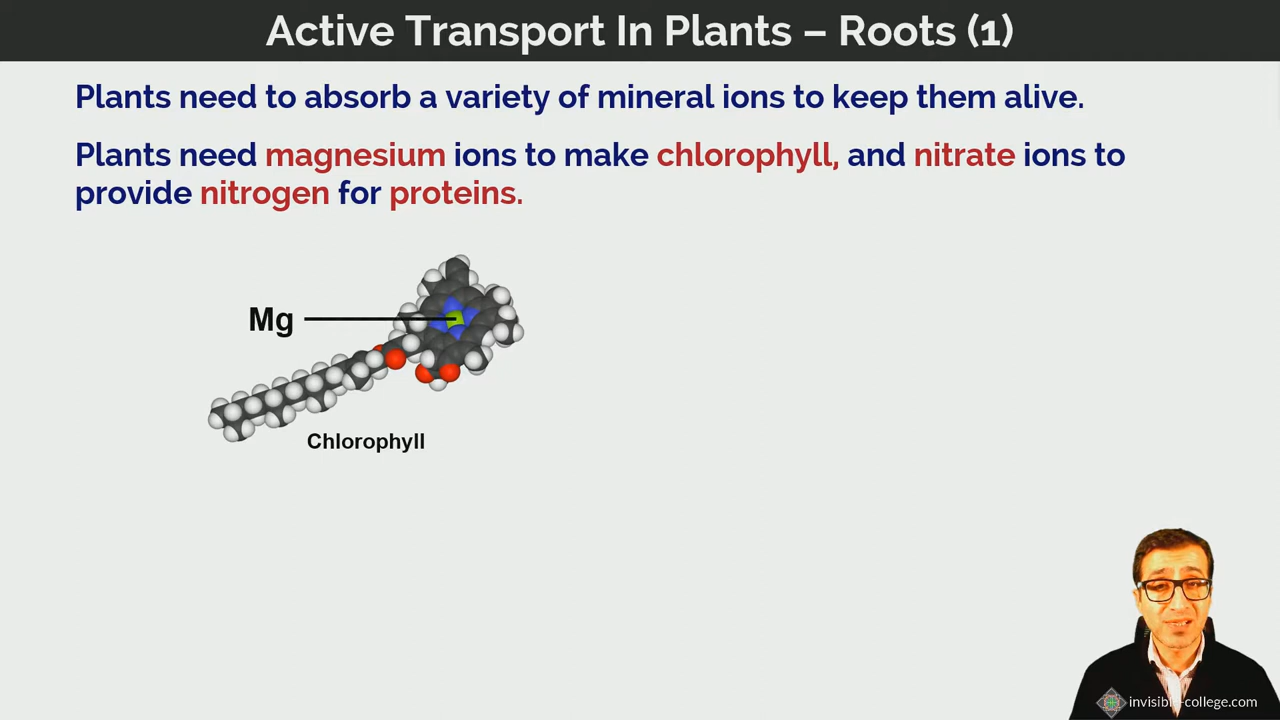 Active Transport In Plants – Roots (1)
Plants need to absorb a variety of mineral ions to keep them alive.
Plants need magnesium ions to make chlorophyll, and nitrate ions to
provide nitrogen for proteins.
Mg
Chlorophyll
invisible-college.com